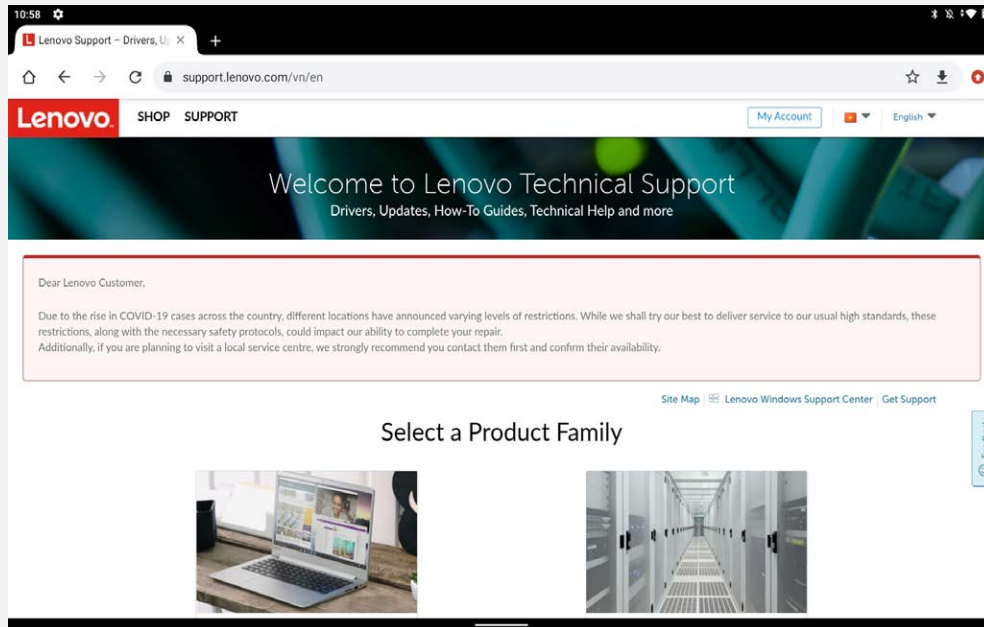 10:58
Lenovo Support – Drivers, U
support.lenovo.com/vn/en
Lenovo. SHOP SUPPORT My Account English
Welcome to Lenovo Technical Support
Drivers, Updates, How-To Guides, Technical Help and more
Dear Lenovo Customer,
Due to the rise in COVID-19 cases across the country, different locations have announced varying levels of restrictions. While we shall try our best to deliver service to our usual high standards, these
restrictions, along with the necessary safety protocols, could impact our ability to complete your repair.
Additionally, if you are planning to visit a local service centre, we strongly recommend you contact them first and confirm their availability.
Site Map Lenovo Windows Support Center Get Support
Select a Product Family